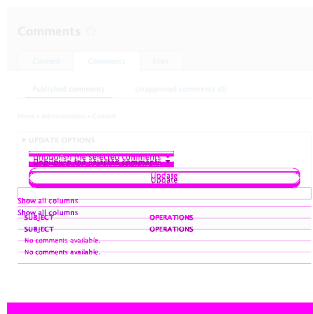 Comments
Content
Comments
Files
Published comments
Unapproved comments (0)
Home » Administration » Content
▾ UPDATE OPTIONS
the selected comments
Update
Update
Show all columns
Show all columns
SUBJECT OPERATIONS
SUBJECT OPERATIONS
No comments available.
No comments available.